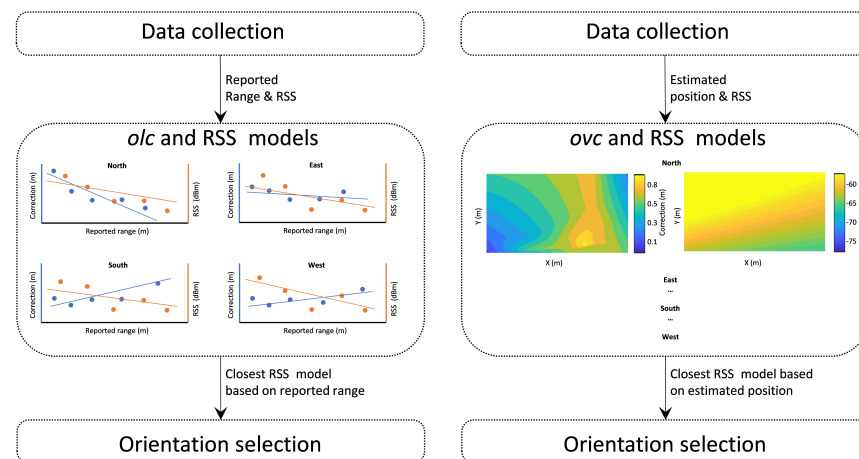 Data collection
Reported
Range & RSS
olc and RSS models
North
Correction (m)
RSS (dBm)
Reported range (m)
East
Correction (m)
RSS (dBm)
Reported range (m)
South
Correction (m)
RSS (dBm)
Reported range (m)
West
Correction (m)
RSS (dBm)
Reported range (m)
Closest RSS model
based on reported range
Orientation selection
Data collection
Estimated
position & RSS
ovc and RSS models
North
Y (m)
X (m)
0.8
0.5
0.3
0.1
Correction (m)
Y (m)
X (m)
-60
-65
-70
-75
RSS (dBm)
East
...
South
...
West
Closest RSS model based
on estimated position
Orientation selection